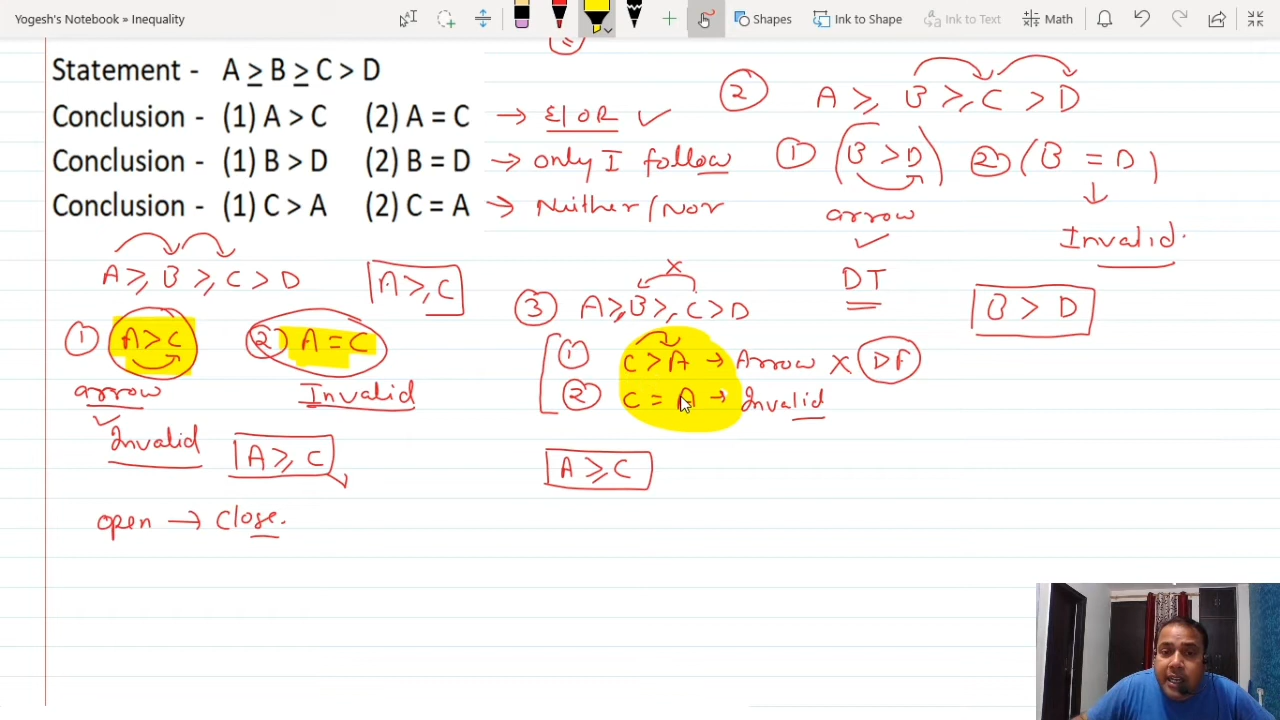 Yogesh's Notebook » Inequality
Shapes
Ink to Shape
Ink to Text
Math
Statement - A ≥ B ≥ C > D
Conclusion - (1) A > C (2) A = C → E/OR ✓
Conclusion - (1) B > D (2) B = D → only I follow
Conclusion - (1) C > A (2) C = A → Neither/Nor
A ≥ B ≥ C > D
A ≥ C
① A > C
② A = C
arrow ✓
Invalid
Invalid
A ≥ C
open → close.
② A ≥ B ≥ C > D
① (B > D) ② (B = D)
arrow ✓
DT
↓
Invalid.
B > D
X
③ A ≥ B ≥ C > D
① C > A → Arrow X DF
② C = A → Invalid
A ≥ C